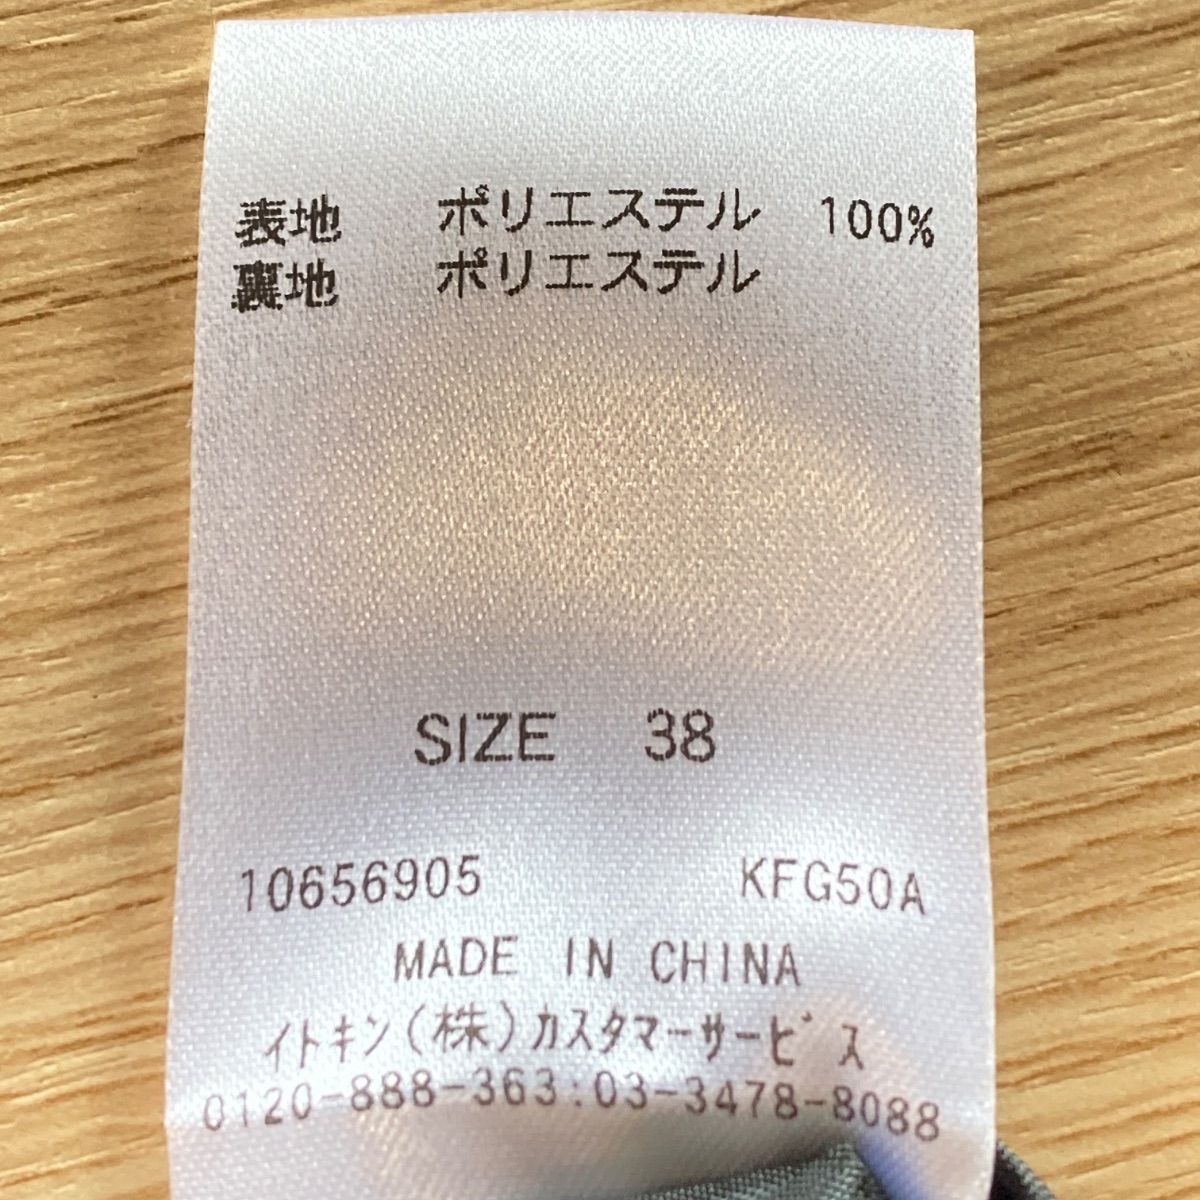 表地 ポリエステル 100%
裏地 ポリエステル
SIZE 38
10656905 KFG50A
MADE IN CHINA
イトキン(株)カスタマーサービス
0120-888-363:03-3478-8088